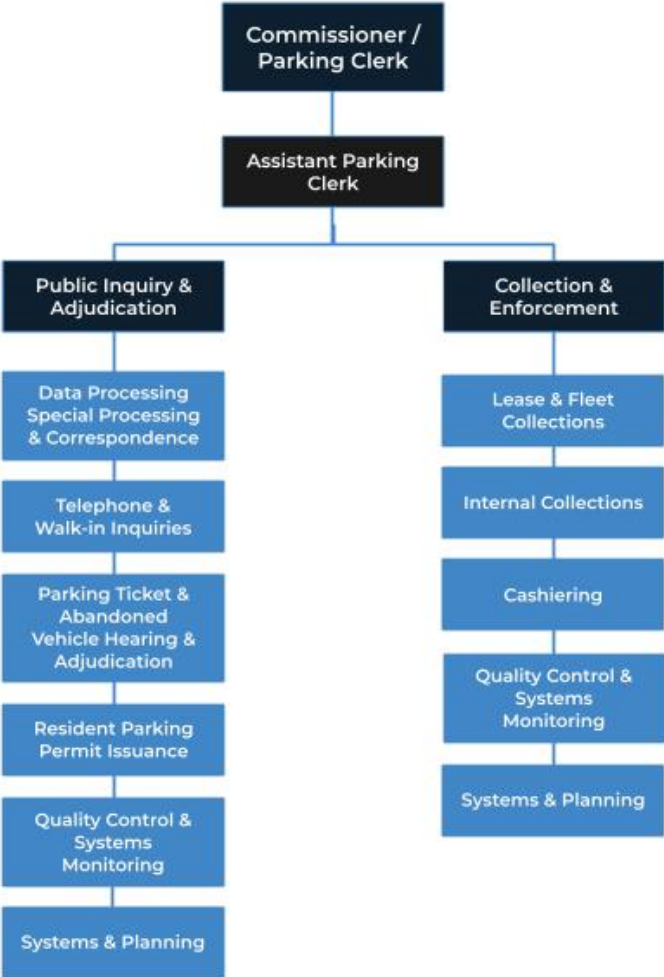 Commissioner /
Parking Clerk
Assistant Parking
Clerk
Public Inquiry &
Adjudication
Data Processing
Special Processing
& Correspondence
Telephone &
Walk-in Inquiries
Parking Ticket &
Abandoned
Vehicle Hearing &
Adjudication
Resident Parking
Permit Issuance
Quality Control &
Systems
Monitoring
Systems & Planning
Collection &
Enforcement
Lease & Fleet
Collections
Internal Collections
Cashiering
Quality Control &
Systems
Monitoring
Systems & Planning